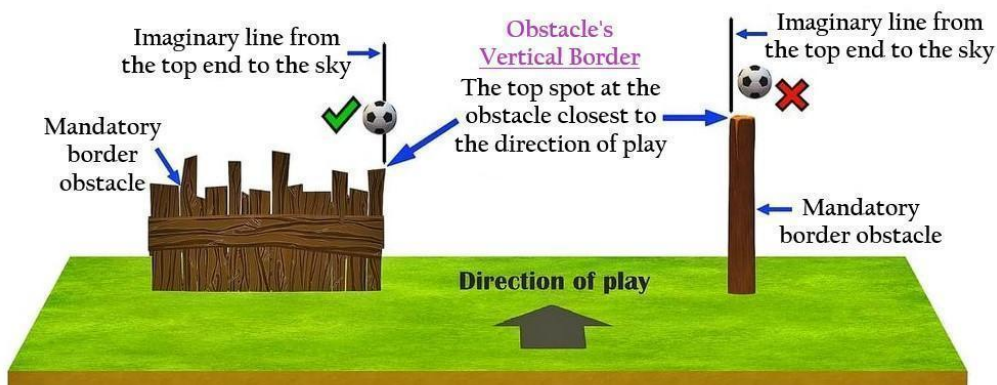 Imaginary line from
the top end to the sky
Obstacle's
Vertical Border
The top spot at the
obstacle closest to
the direction of play
Imaginary line from
the top end to the sky
Mandatory
border
obstacle
Mandatory
border obstacle
Direction of play